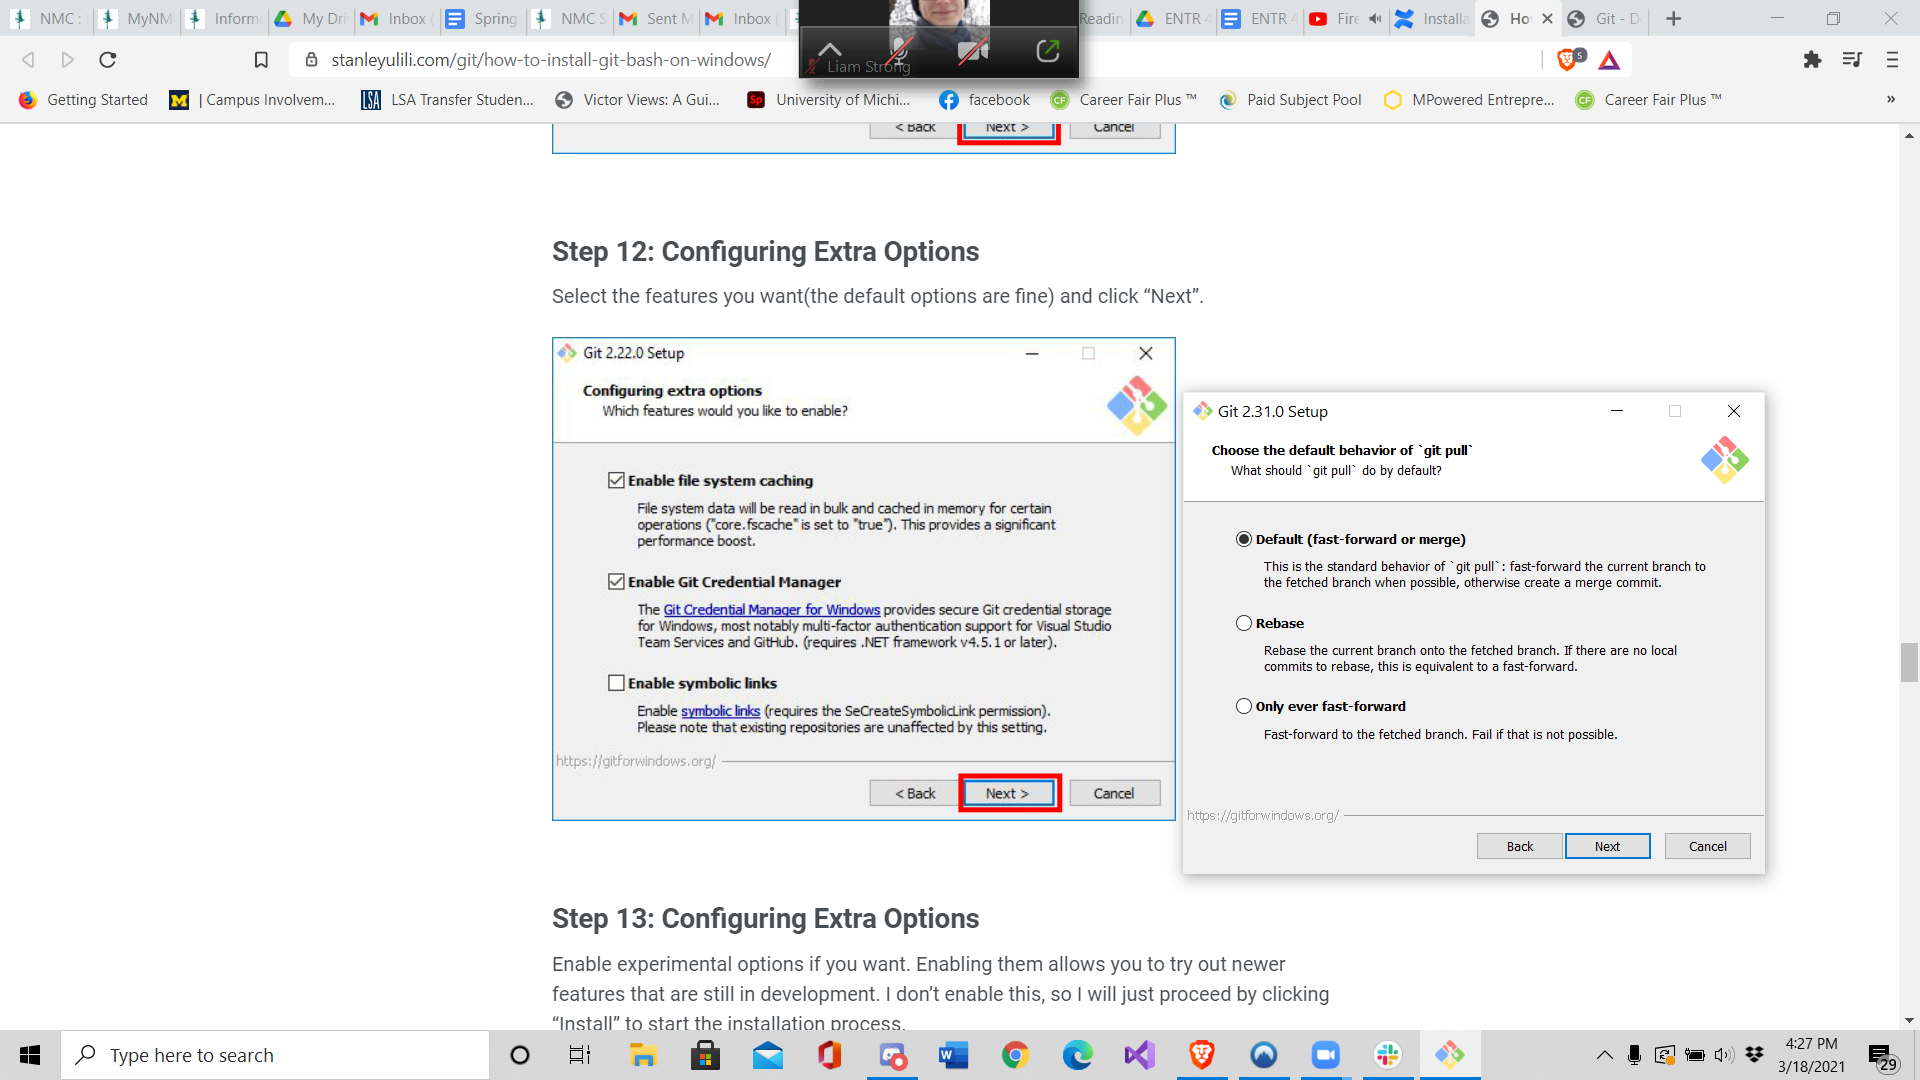 NMC :
MyNM
Inform
My Dri
Inbox (
Spring
NMC S
Sent M
Inbox (
Readin
ENTR 4
ENTR 4
Fire
Installa
Ho
Git - D
stanleyulili.com/git/how-to-install-git-bash-on-windows/
Liam Strong
5
Getting Started
| Campus Involvem...
LSA Transfer Studen...
Victor Views: A Gui...
University of Michi...
facebook
Career Fair Plus ™
Paid Subject Pool
MPowered Entrepre...
Career Fair Plus ™
»
< Back
Next >
Cancel
Step 12: Configuring Extra Options
Select the features you want(the default options are fine) and click “Next”.
Git 2.22.0 Setup
Configuring extra options
Which features would you like to enable?
Enable file system caching
File system data will be read in bulk and cached in memory for certain
operations ("core.fscache" is set to "true"). This provides a significant
performance boost.
Enable Git Credential Manager
The Git Credential Manager for Windows provides secure Git credential storage
for Windows, most notably multi-factor authentication support for Visual Studio
Team Services and GitHub. (requires .NET framework v4.5.1 or later).
Enable symbolic links
Enable symbolic links (requires the SeCreateSymbolicLink permission).
Please note that existing repositories are unaffected by this setting.
https://gitforwindows.org/
< Back
Next >
Cancel
Git 2.31.0 Setup
Choose the default behavior of `git pull`
What should `git pull` do by default?
Default (fast-forward or merge)
This is the standard behavior of `git pull`: fast-forward the current branch to
the fetched branch when possible, otherwise create a merge commit.
Rebase
Rebase the current branch onto the fetched branch. If there are no local
commits to rebase, this is equivalent to a fast-forward.
Only ever fast-forward
Fast-forward to the fetched branch. Fail if that is not possible.
https://gitforwindows.org/
Back
Next
Cancel
Step 13: Configuring Extra Options
Enable experimental options if you want. Enabling them allows you to try out newer
features that are still in development. I don’t enable this, so I will just proceed by clicking
“Install” to start the installation process.
Type here to search
4:27 PM
3/18/2021
29